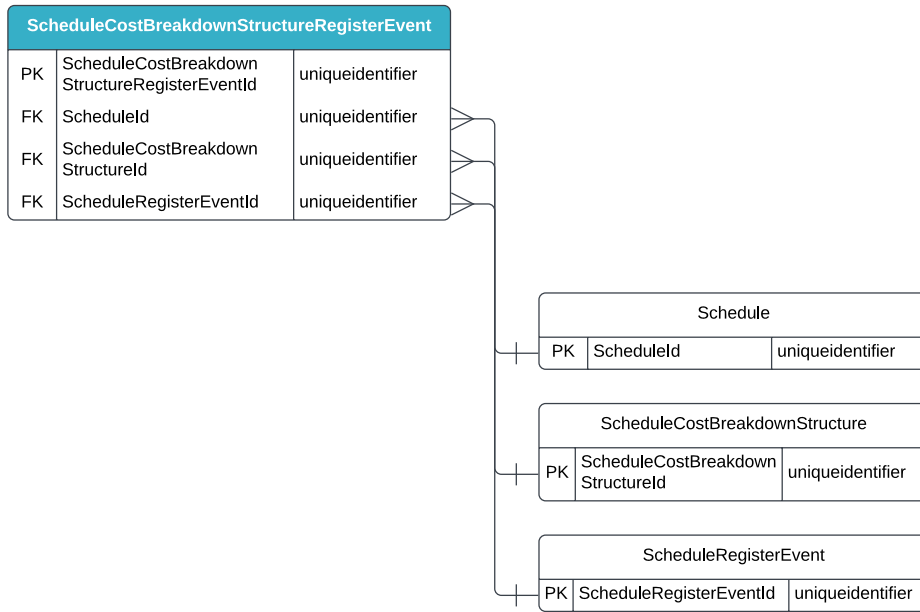 ScheduleCostBreakdownStructureRegisterEvent
PK ScheduleCostBreakdown uniqueidentifier
StructureRegisterEventId
FK ScheduleId uniqueidentifier
FK ScheduleCostBreakdown uniqueidentifier
StructureId
FK ScheduleRegisterEventId uniqueidentifier
Schedule
PK ScheduleId uniqueidentifier
ScheduleCostBreakdownStructure
PK ScheduleCostBreakdown uniqueidentifier
StructureId
ScheduleRegisterEvent
PK ScheduleRegisterEventId uniqueidentifier